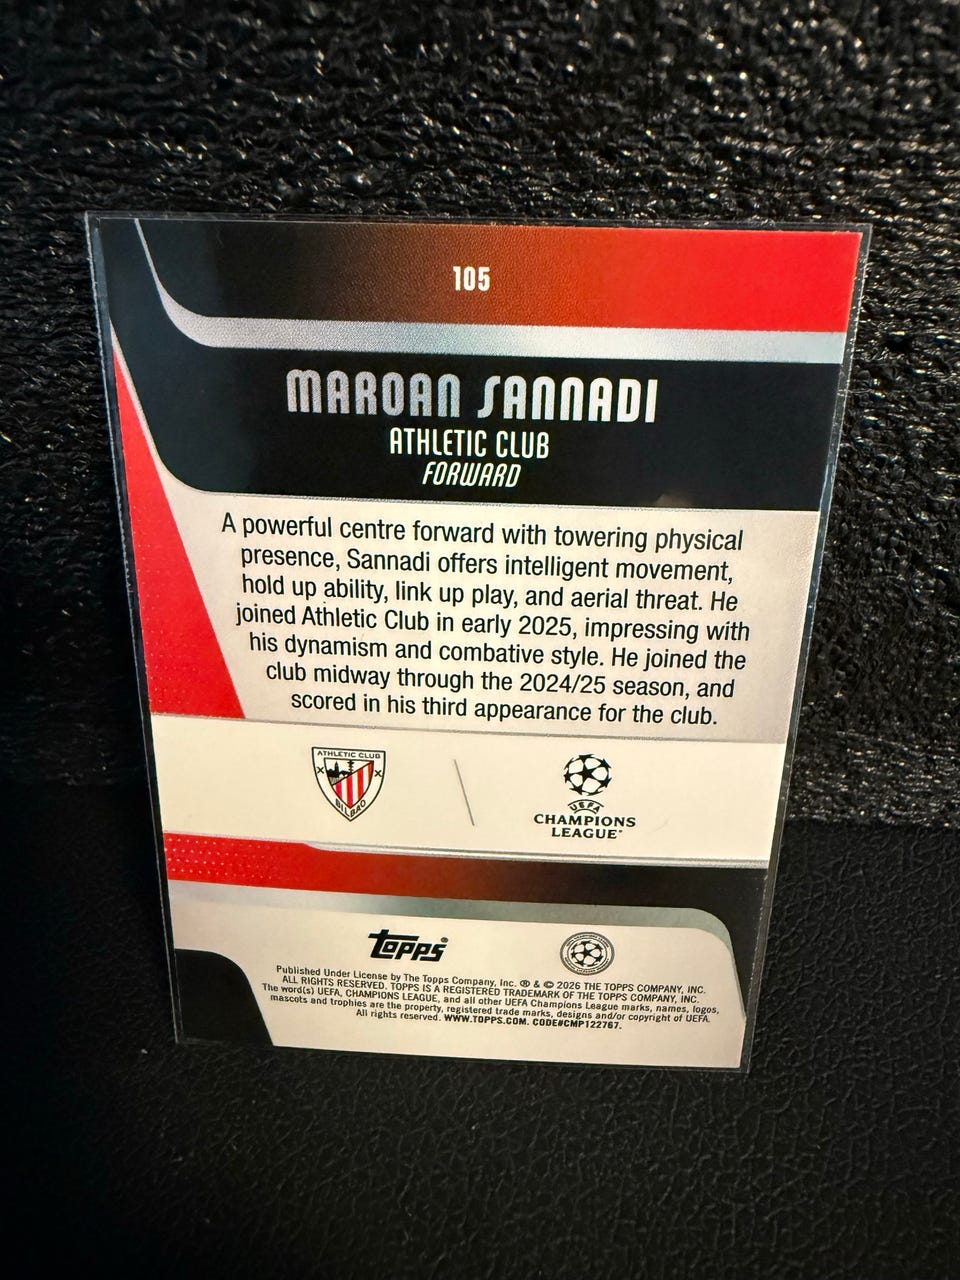 105
MAROAN SANNADI
ATHLETIC CLUB
FORWARD
A powerful centre forward with towering physical
presence, Sannadi offers intelligent movement,
hold up ability, link up play, and aerial threat. He
joined Athletic Club in early 2025, impressing with
his dynamism and combative style. He joined the
club midway through the 2024/25 season, and
scored in his third appearance for the club.
ATHLETIC CLUB
BILBAO
UEFA
CHAMPIONS
LEAGUE™
topps®
Published Under License by The Topps Company, Inc. ® & © 2026 THE TOPPS COMPANY, INC.
ALL RIGHTS RESERVED. TOPPS IS A REGISTERED TRADEMARK OF THE TOPPS COMPANY, INC.
The word(s) UEFA, CHAMPIONS LEAGUE, and all other UEFA Champions League marks, names, logos,
mascots and trophies are the property, registered trade marks, designs and/or copyright of UEFA.
All rights reserved. WWW.TOPPS.COM. CODE#CMP122767.